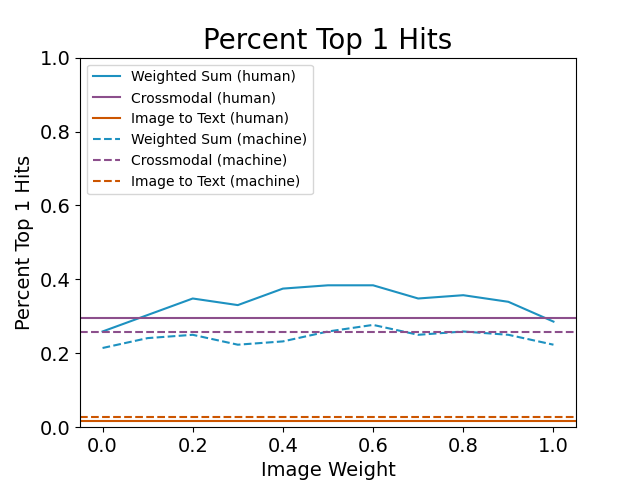 Percent Top 1 Hits
Percent Top 1 Hits
1.0
0.8
0.6
0.4
0.2
0.0
Weighted Sum (human)
Crossmodal (human)
Image to Text (human)
Weighted Sum (machine)
Crossmodal (machine)
Image to Text (machine)
0.0 0.2 0.4 0.6 0.8 1.0
Image Weight